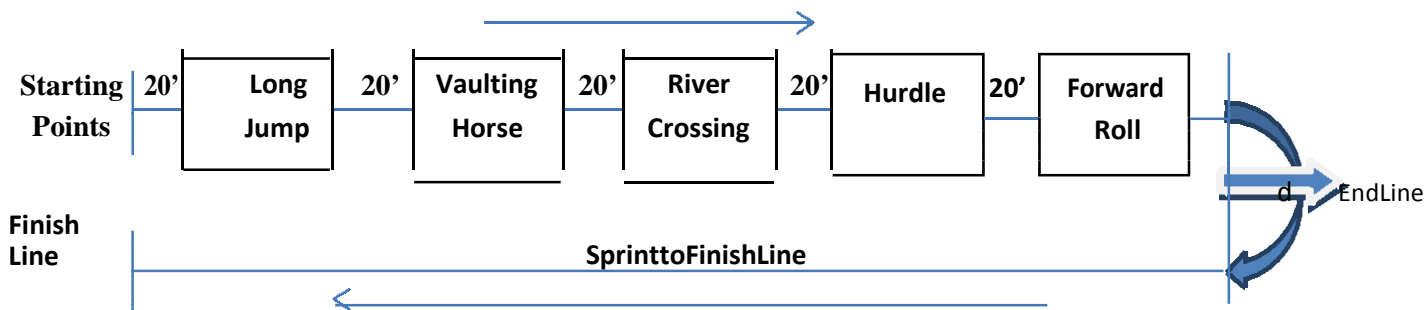 Starting
Points
20’
Long
Jump
20’
Vaulting
Horse
20’
River
Crossing
20’
Hurdle
20’
Forward
Roll
d
EndLine
Finish
Line
SprinttoFinishLine